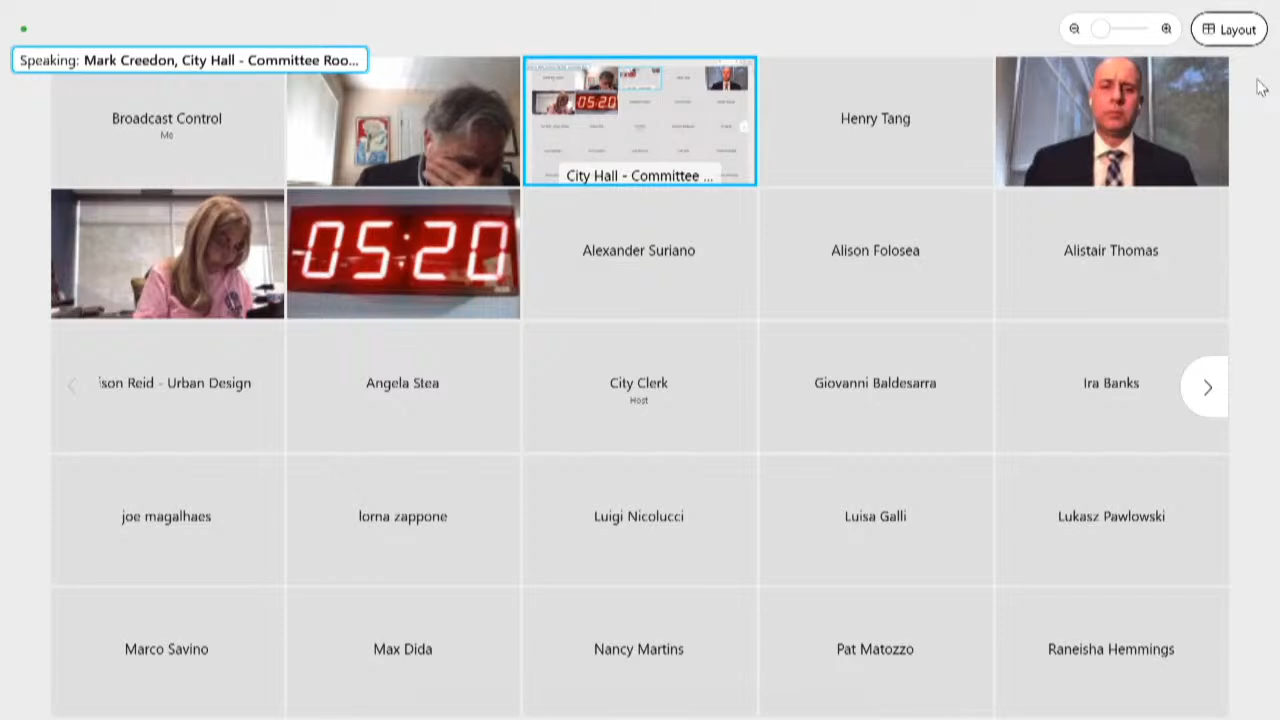 Layout
Speaking: Mark Creedon, City Hall - Committee Roo...
Broadcast Control
Me
City Hall - Committee ...
Henry Tang
05:20
05:20
Alexander Suriano
Alison Folosea
Alistair Thomas
ison Reid - Urban Design
Angela Stea
City Clerk
Host
Giovanni Baldesarra
Ira Banks
joe magalhaes
lorna zappone
Luigi Nicolucci
Luisa Galli
Lukasz Pawlowski
Marco Savino
Max Dida
Nancy Martins
Pat Matozzo
Raneisha Hemmings